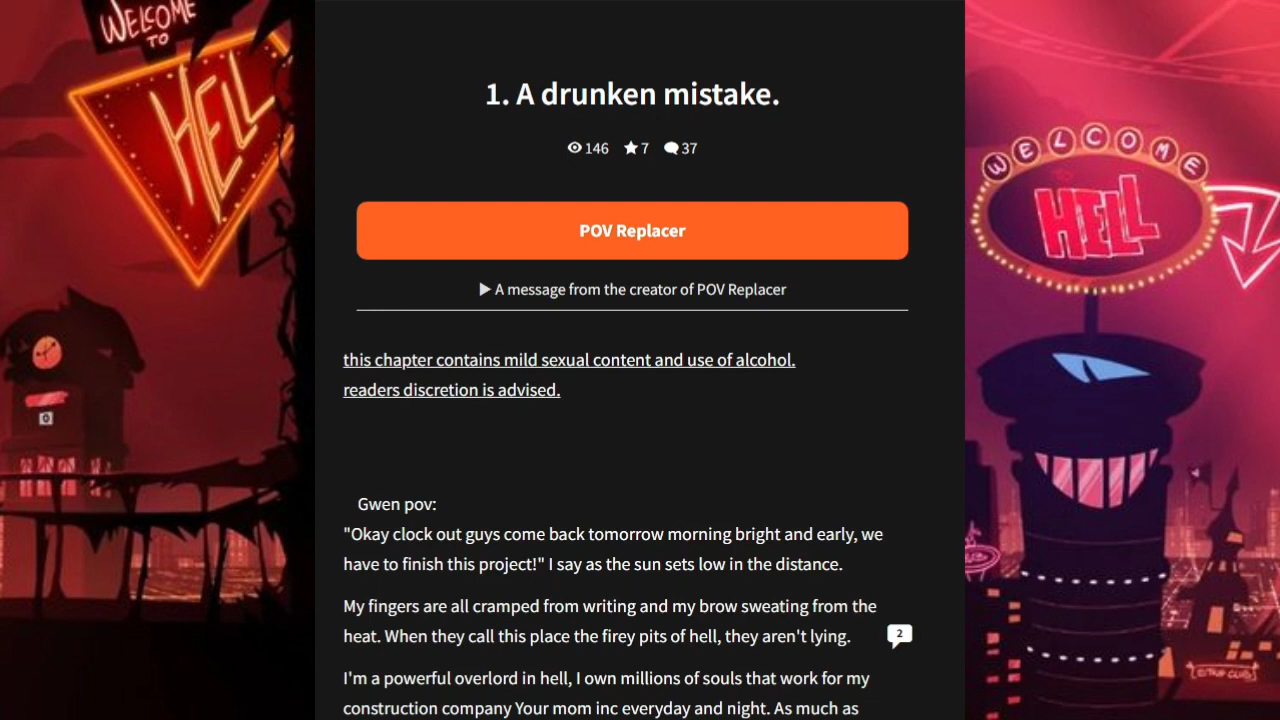 WELCOME
TO
HELL
1. A drunken mistake.
146 7 37
POV Replacer
▶ A message from the creator of POV Replacer
this chapter contains mild sexual content and use of alcohol.
readers discretion is advised.
Gwen pov:
"Okay clock out guys come back tomorrow morning bright and early, we
have to finish this project!" I say as the sun sets low in the distance.
My fingers are all cramped from writing and my brow sweating from the
heat. When they call this place the firey pits of hell, they aren't lying.
2
I'm a powerful overlord in hell, I own millions of souls that work for my
construction company Your mom inc everyday and night. As much as
WELCOME
HELL